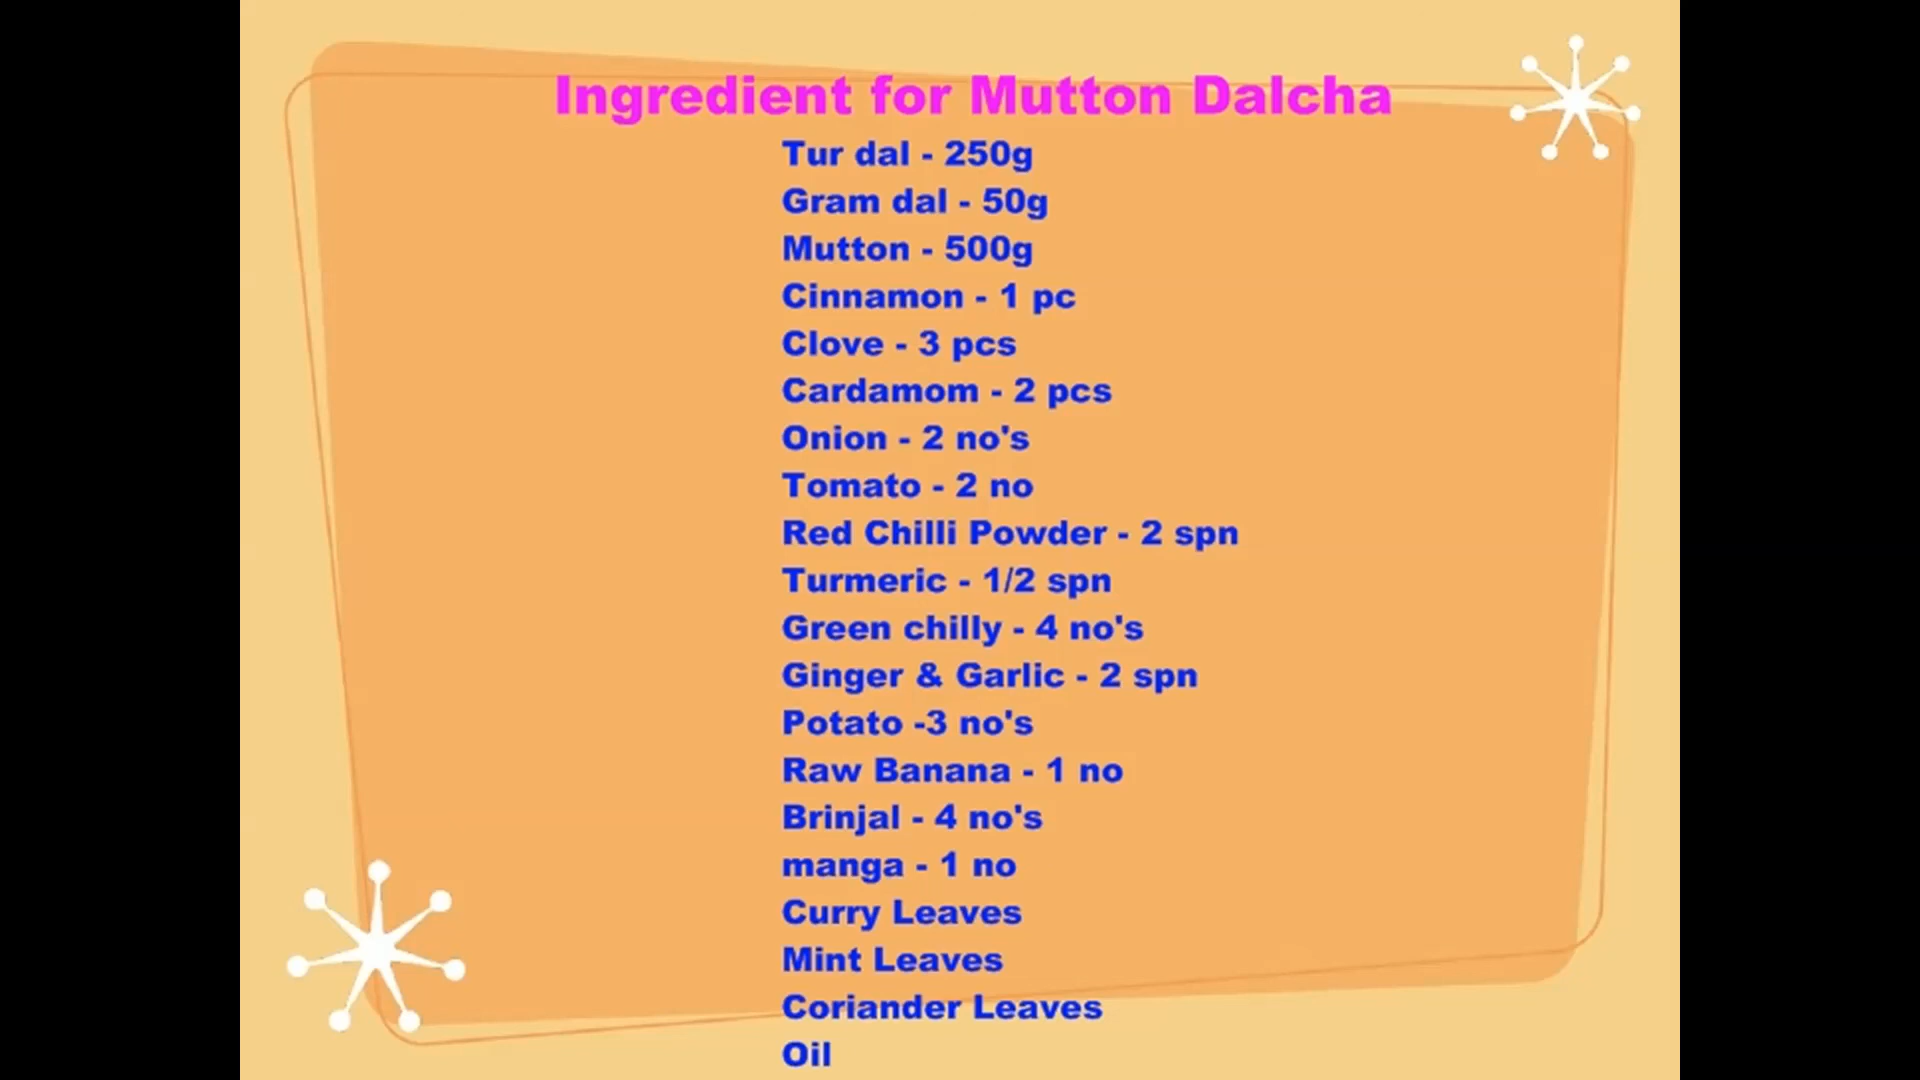 Ingredient for Mutton Dalcha
Tur dal - 250g
Gram dal - 50g
Mutton - 500g
Cinnamon - 1 pc
Clove - 3 pcs
Cardamom - 2 pcs
Onion - 2 no's
Tomato - 2 no
Red Chilli Powder - 2 spn
Turmeric - 1/2 spn
Green chilly - 4 no's
Ginger & Garlic - 2 spn
Potato -3 no's
Raw Banana - 1 no
Brinjal - 4 no's
manga - 1 no
Curry Leaves
Mint Leaves
Coriander Leaves
Oil